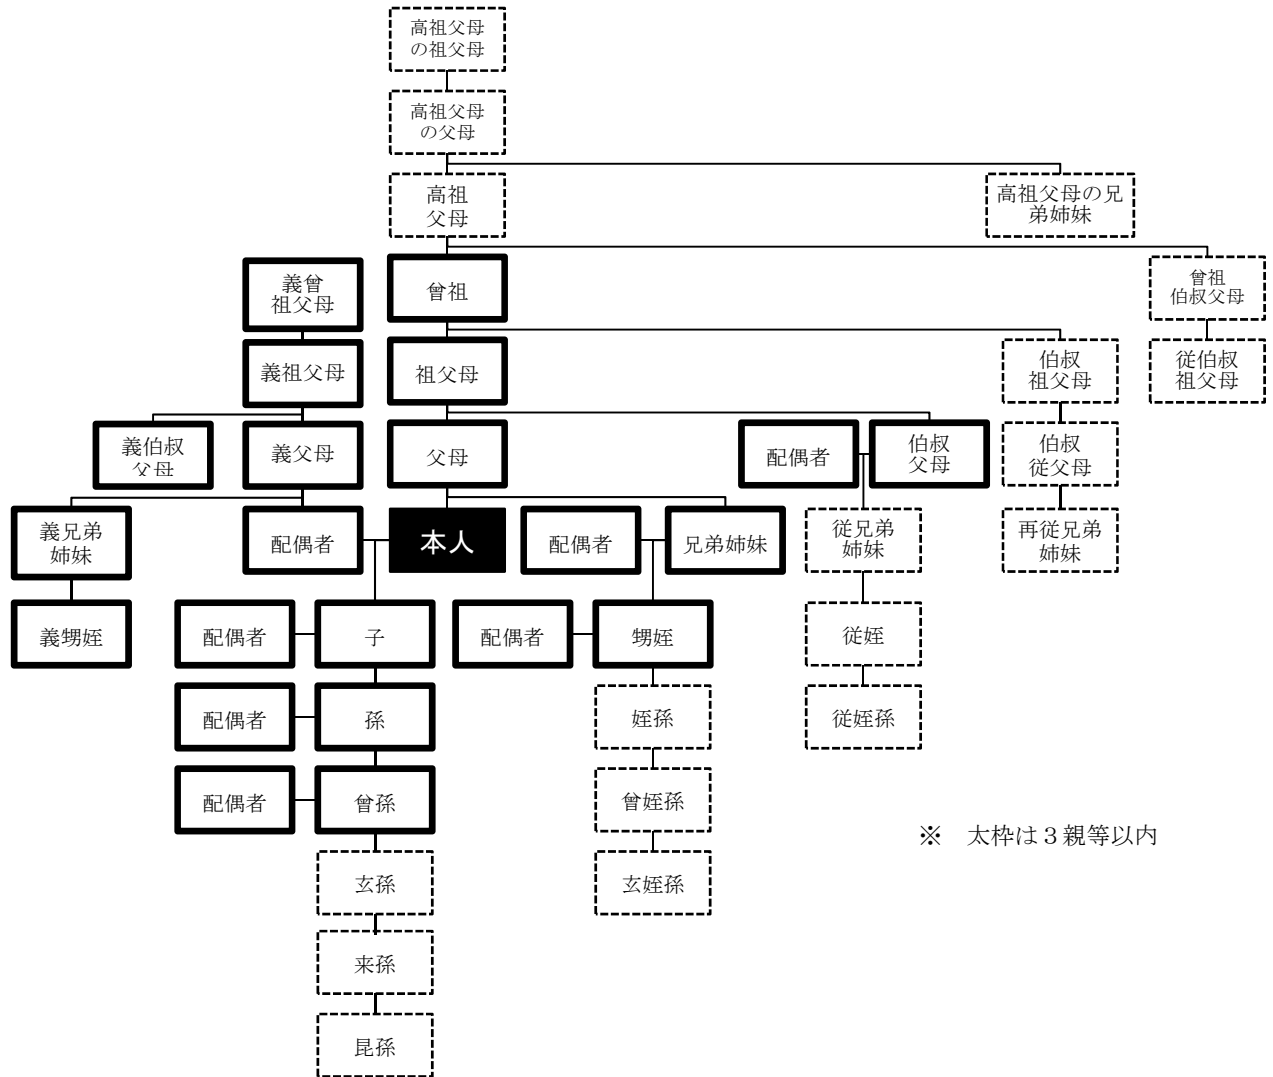 高祖父母
の祖父母
高祖父母
の父母
高祖
父母
高祖父母の兄
弟姉妹
義曾
祖父母
曾祖
曾祖
伯叔父母
義祖父母
祖父母
伯叔
祖父母
従伯叔
祖父母
義伯叔
父母
義父母
父母
配偶者
伯叔
父母
伯叔
従父母
義兄弟
姉妹
配偶者
本人
配偶者
兄弟姉妹
従兄弟
姉妹
再従兄弟
姉妹
義甥姪
配偶者
子
配偶者
甥姪
従姪
配偶者
孫
姪孫
従姪孫
配偶者
曾孫
曾姪孫
※　太枠は３親等以内
玄孫
玄姪孫
来孫
昆孫